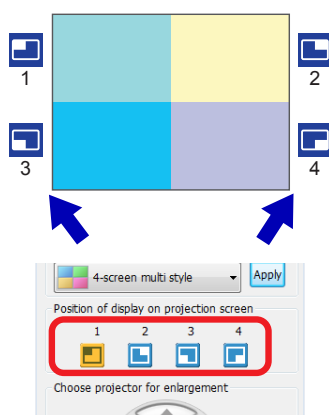 1
2
3
4
4-screen multi style
Apply
Position of display on projection screen
1 2 3 4
Choose projector for enlargement